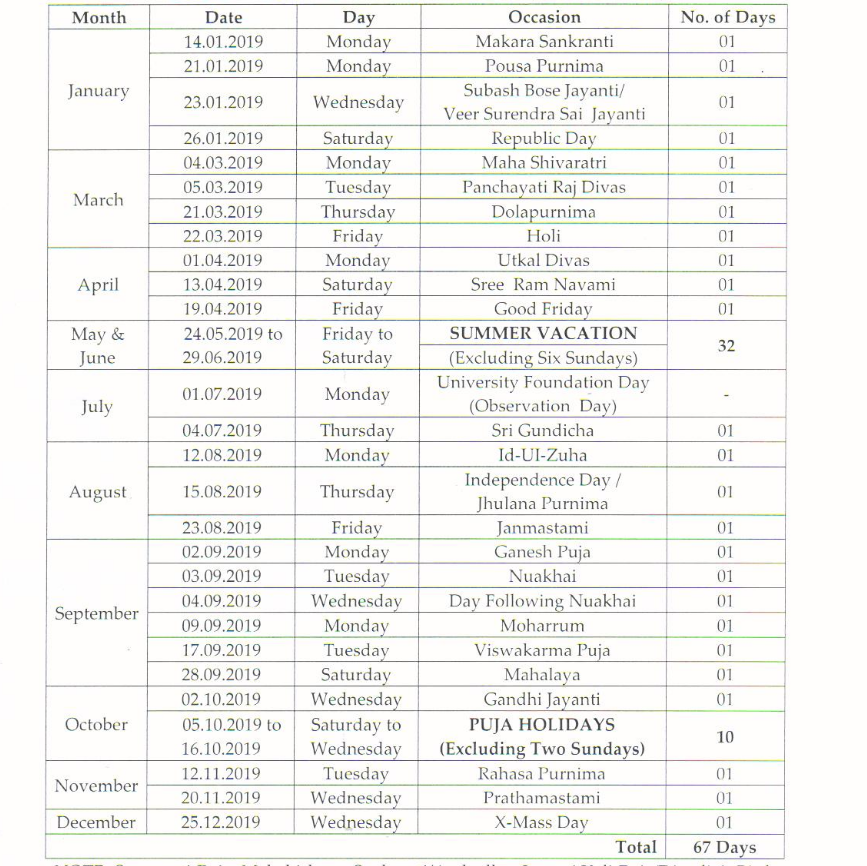 Month Date Day Occasion No. of Days
January 14.01.2019 Monday Makara Sankranti 01
21.01.2019 Monday Pousa Purnima 01
23.01.2019 Wednesday Subash Bose Jayanti/
Veer Surendra Sai Jayanti 01
26.01.2019 Saturday Republic Day 01
March 04.03.2019 Monday Maha Shivaratri 01
05.03.2019 Tuesday Panchayati Raj Divas 01
21.03.2019 Thursday Dolapurnima 01
22.03.2019 Friday Holi 01
April 01.04.2019 Monday Utkal Divas 01
13.04.2019 Saturday Sree Ram Navami 01
19.04.2019 Friday Good Friday 01
May & 24.05.2019 to Friday to SUMMER VACATION 32
June 29.06.2019 Saturday (Excluding Six Sundays)
July 01.07.2019 Monday University Foundation Day
(Observation Day) -
04.07.2019 Thursday Sri Gundicha 01
August 12.08.2019 Monday Id-UI-Zuha 01
15.08.2019 Thursday Independence Day /
Jhulana Purnima 01
23.08.2019 Friday Janmastami 01
September 02.09.2019 Monday Ganesh Puja 01
03.09.2019 Tuesday Nuakhai 01
04.09.2019 Wednesday Day Following Nuakhai 01
09.09.2019 Monday Moharrum 01
17.09.2019 Tuesday Viswakarma Puja 01
28.09.2019 Saturday Mahalaya 01
October 02.10.2019 Wednesday Gandhi Jayanti 01
05.10.2019 to Saturday to PUJA HOLIDAYS 10
16.10.2019 Wednesday (Excluding Two Sundays)
November 12.11.2019 Tuesday Rahasa Purnima 01
20.11.2019 Wednesday Prathamastami 01
December 25.12.2019 Wednesday X-Mass Day 01
Total 67 Days